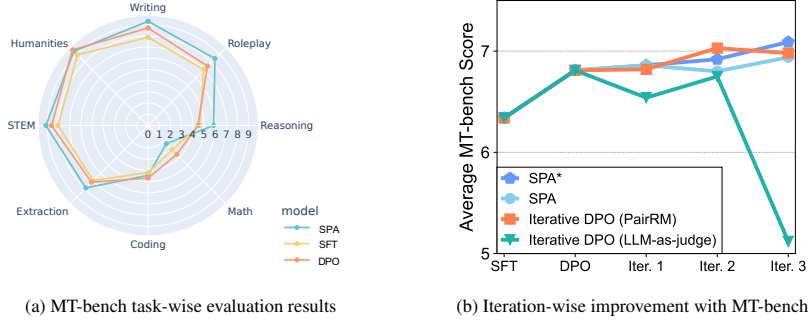 Writing
Humanities
Roleplay
STEM
0 1 2 3 4 5 6 7 8 9
Reasoning
Extraction
Math
Coding
model
SPA
SFT
DPO
(a) MT-bench task-wise evaluation results
Average MT-bench Score
7
6
5
SPA*
SPA
Iterative DPO (PairRM)
Iterative DPO (LLM-as-judge)
SFT DPO Iter. 1 Iter. 2 Iter. 3
(b) Iteration-wise improvement with MT-bench